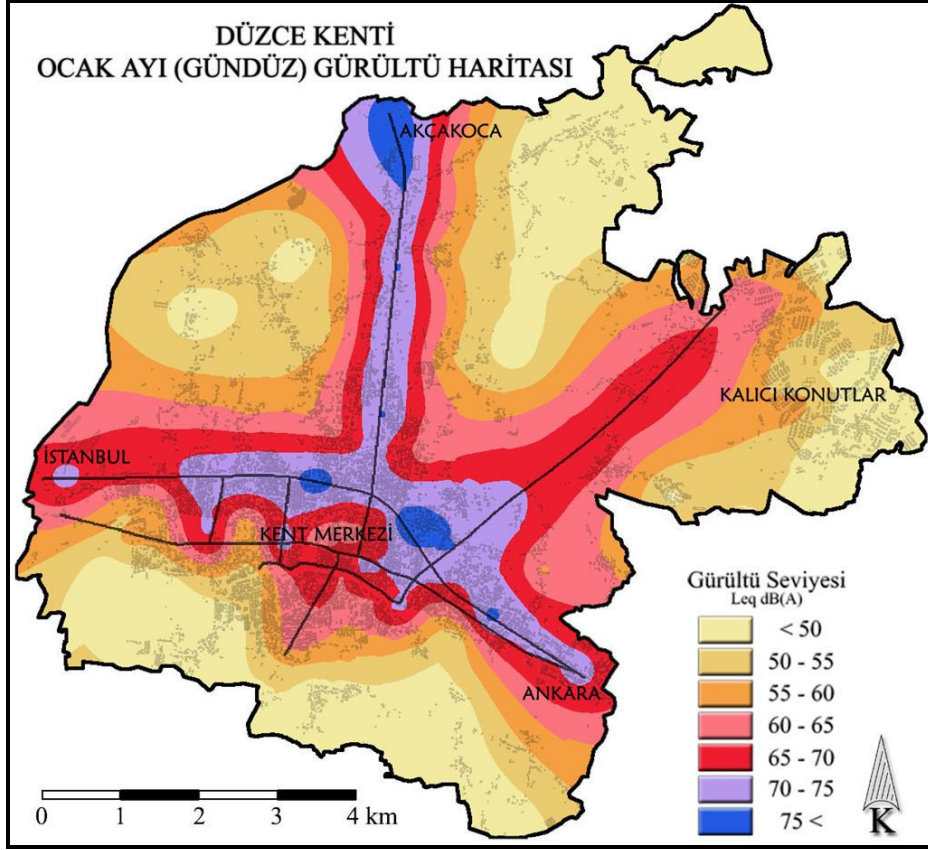 DÜZCE KENTİ
OCAK AYI (GÜNDÜZ) GÜRÜLTÜ HARİTASI
AKÇAKOCA
KALICI KONUTLAR
İSTANBUL
KENT MERKEZİ
ANKARA
Gürültü Seviyesi
Leq dB(A)
< 50
50 - 55
55 - 60
60 - 65
65 - 70
70 - 75
75 <
0 1 2 3 4 km
K